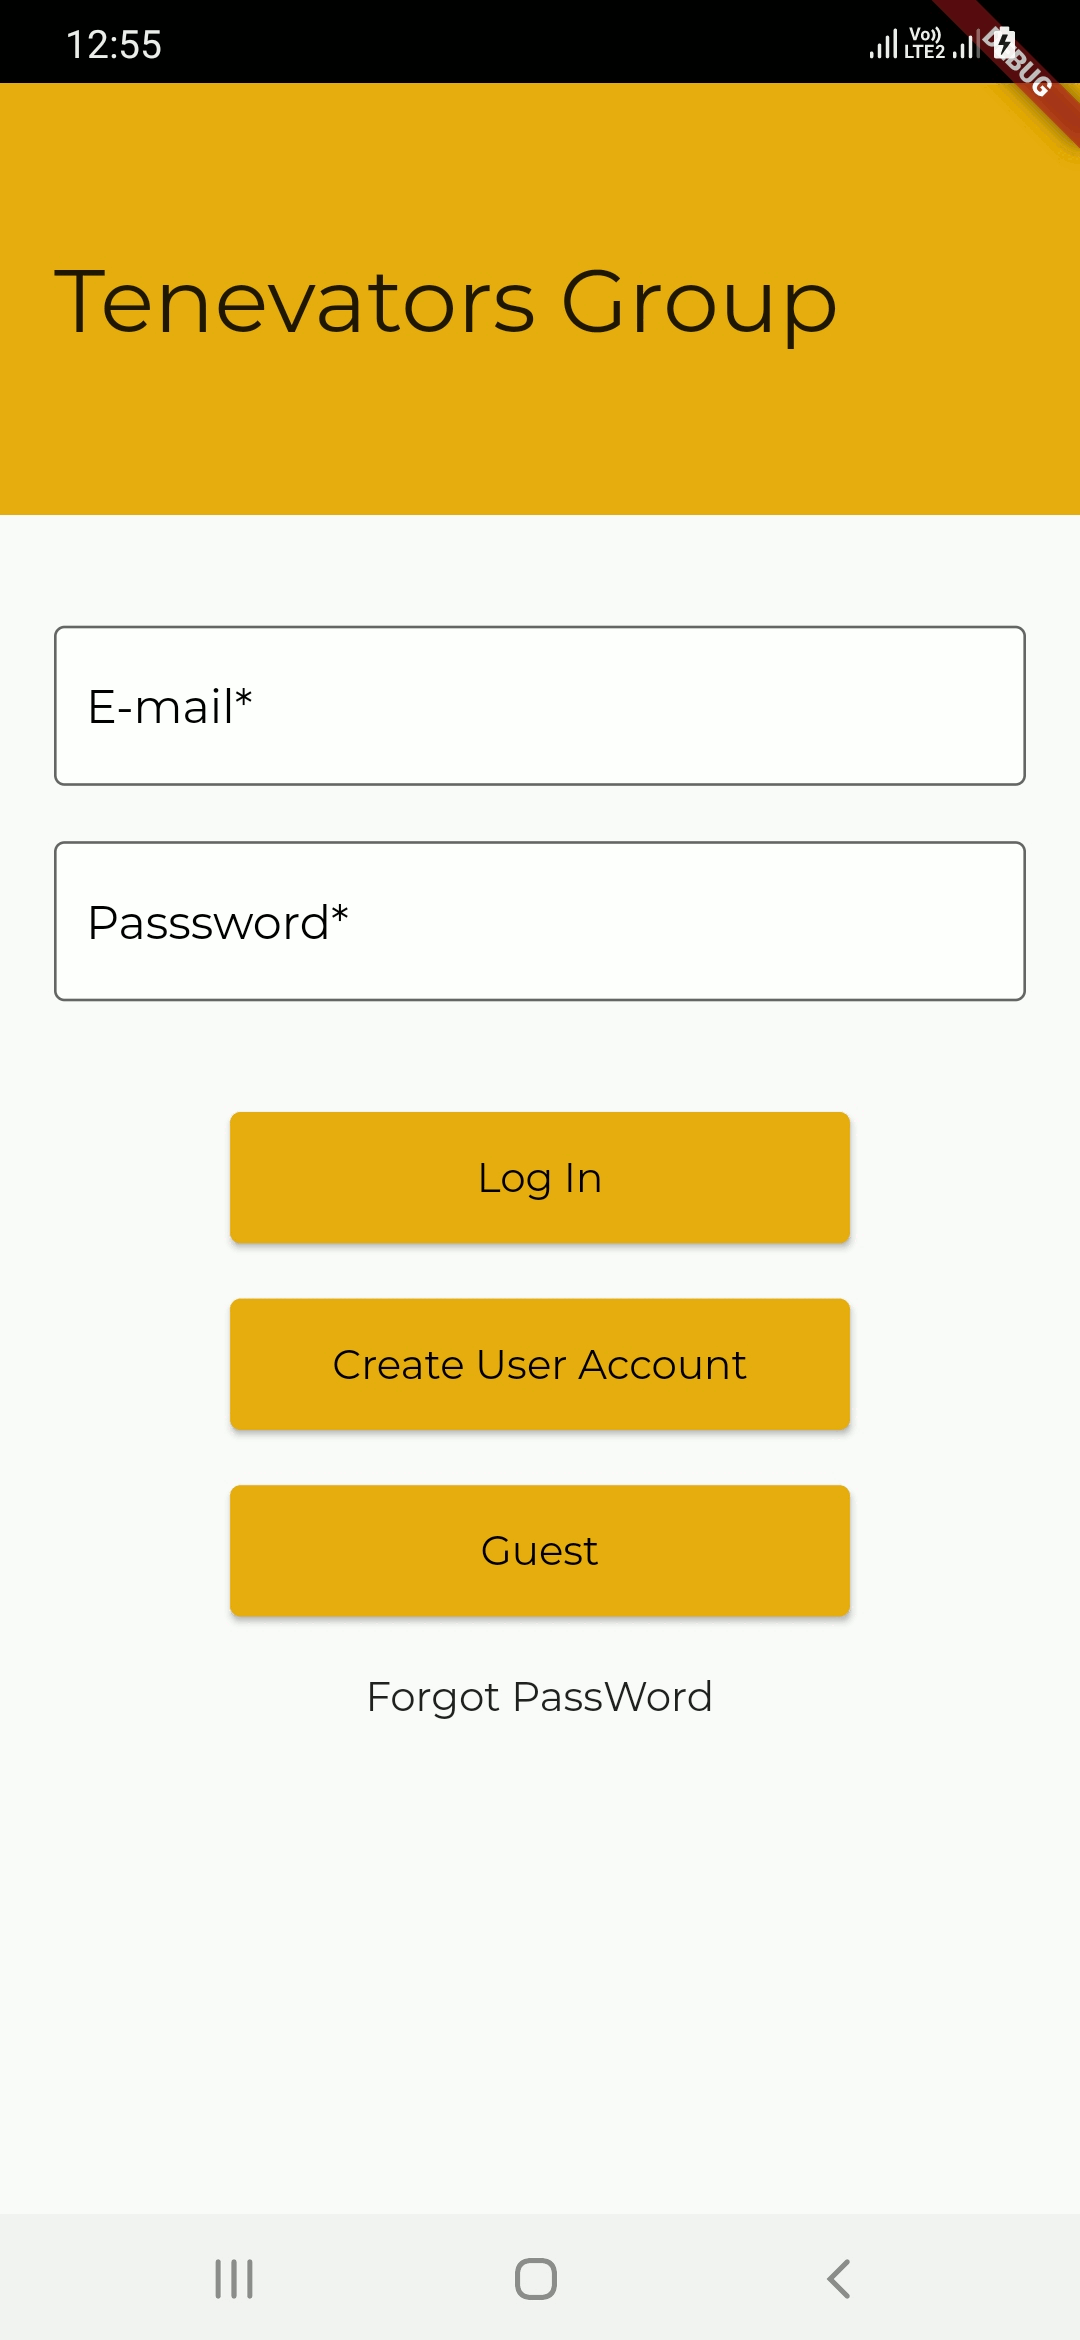 12:55
Vo))
LTE2
DEBUG
Tenevators Group
E-mail*
Passsword*
Log In
Create User Account
Guest
Forgot PassWord